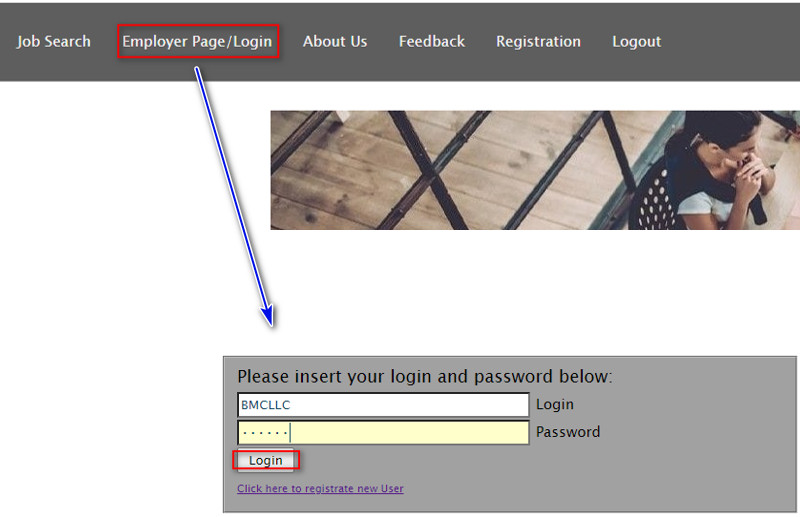 Job Search Employer Page/Login About Us Feedback Registration Logout
Please insert your login and password below:
BMCLLC Login
...... Password
Login
Click here to registrate new User